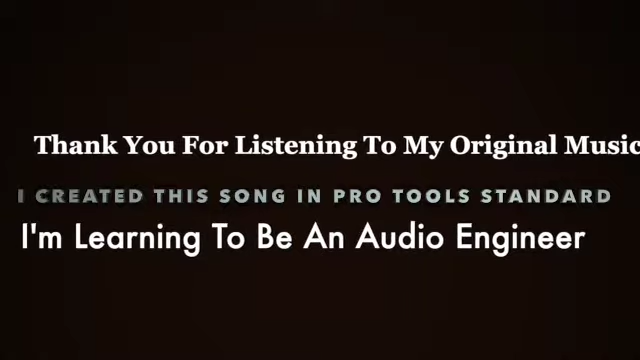 Thank You For Listening To My Original Music
I CREATED THIS SONG IN PRO TOOLS STANDARD
I'm Learning To Be An Audio Engineer